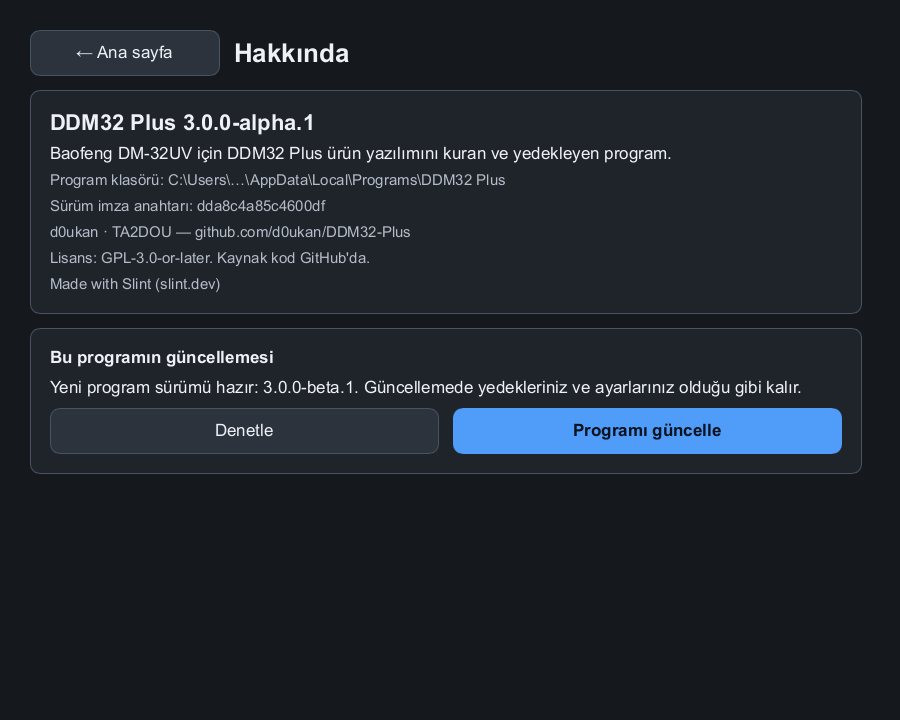 ← Ana sayfa
Hakkında
DDM32 Plus 3.0.0-alpha.1
Baofeng DM-32UV için DDM32 Plus ürün yazılımını kuran ve yedekleyen program.
Program klasörü: C:\Users\…\AppData\Local\Programs\DDM32 Plus
Sürüm imza anahtarı: dda8c4a85c4600df
d0ukan · TA2DOU — github.com/d0ukan/DDM32-Plus
Lisans: GPL-3.0-or-later. Kaynak kod GitHub'da.
Made with Slint (slint.dev)
Bu programın güncellemesi
Yeni program sürümü hazır: 3.0.0-beta.1. Güncellemede yedekleriniz ve ayarlarınız olduğu gibi kalır.
Denetle
Programı güncelle